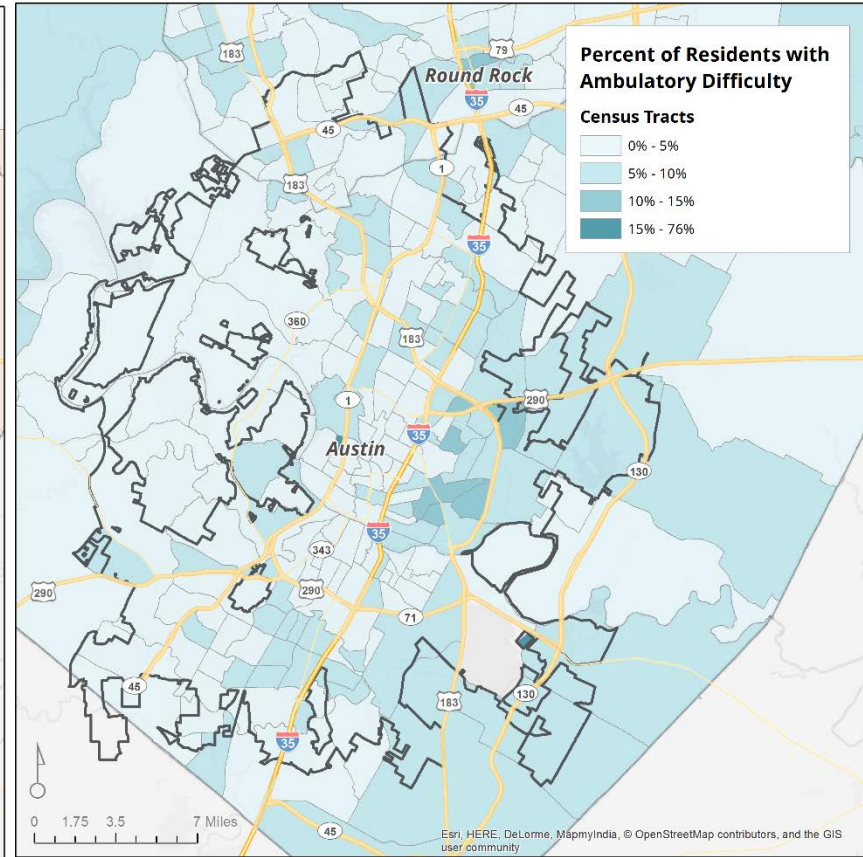 Percent of Residents with
Ambulatory Difficulty
Census Tracts
0% - 5%
5% - 10%
10% - 15%
15% - 76%
183
79
Round Rock
35
45
45
1
183
35
360
183
290
1
35
Austin
130
35
343
290
290
71
45
130
183
35
45
0 1.75 3.5 7 Miles
Esri, HERE, DeLorme, MapmyIndia, © OpenStreetMap contributors, and the GIS
user community